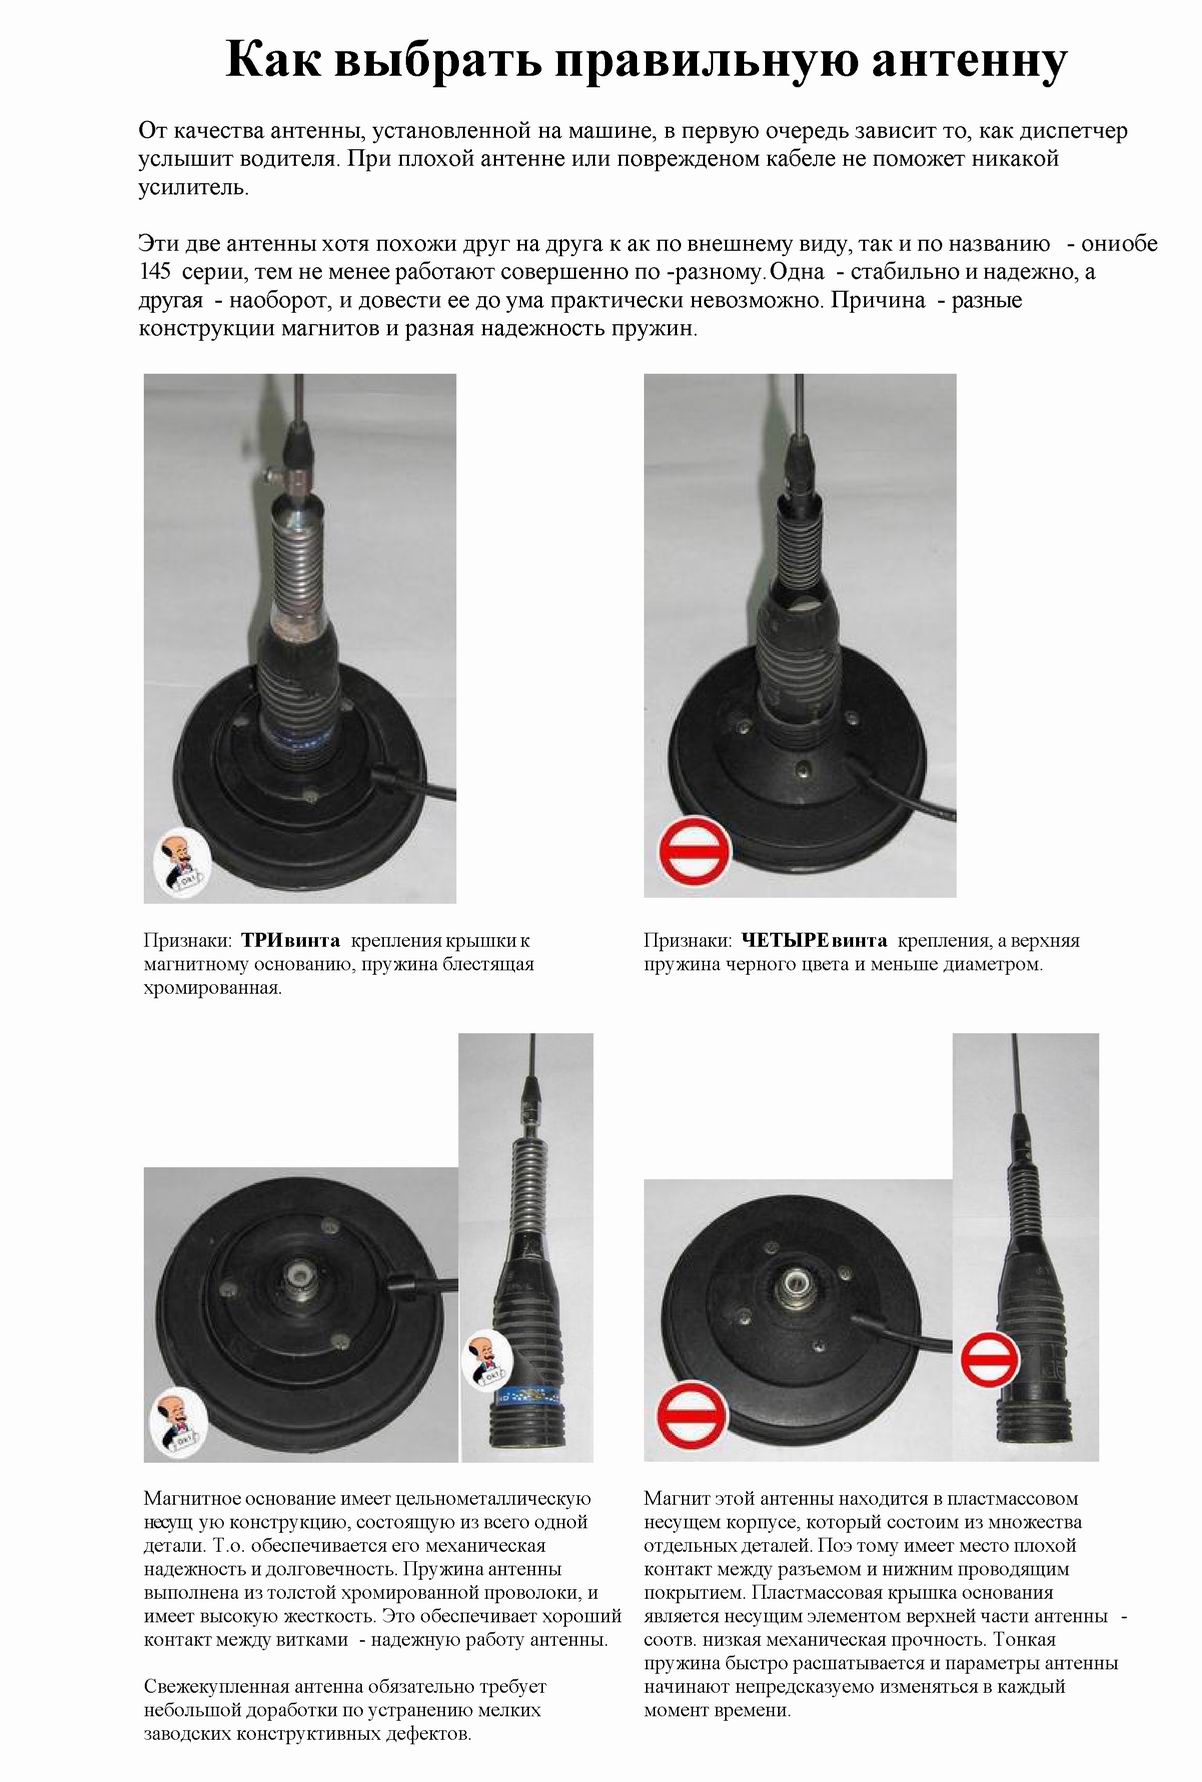 Как выбрать правильную антенну
От качества антенны, установленной на машине, в первую очередь зависит то, как диспетчер
услышит водителя. При плохой антенне или поврежденом кабеле не поможет никакой
усилитель.
Эти две антенны хотя похожи друг на друга к ак по внешнему виду, так и по названию - ониобе
145 серии, тем не менее работают совершенно по -разному. Одна - стабильно и надежно, а
другая - наоборот, и довести ее до ума практически невозможно. Причина - разные
конструкции магнитов и разная надежность пружин.
Ok!
Признаки: ТРИвинта крепления крышки к
магнитному основанию, пружина блестящая
хромированная.
Признаки: ЧЕТЫРЕвинта крепления, а верхняя
пружина черного цвета и меньше диаметром.
Ok!
Ok!
Магнитное основание имеет цельнометаллическую
несущ ую конструкцию, состоящую из всего одной
детали. Т.о. обеспечивается его механическая
надежность и долговечность. Пружина антенны
выполнена из толстой хромированной проволоки, и
имеет высокую жесткость. Это обеспечивает хороший
контакт между витками - надежную работу антенны.
Свежекупленная антенна обязательно требует
небольшой доработки по устранению мелких
заводских конструктивных дефектов.
Магнит этой антенны находится в пластмассовом
несущем корпусе, который состоим из множества
отдельных деталей. Поэ тому имеет место плохой
контакт между разъемом и нижним проводящим
покрытием. Пластмассовая крышка основания
является несущим элементом верхней части антенны -
соотв. низкая механическая прочность. Тонкая
пружина быстро расшатывается и параметры антенны
начинают непредсказуемо изменяться в каждый
момент времени.